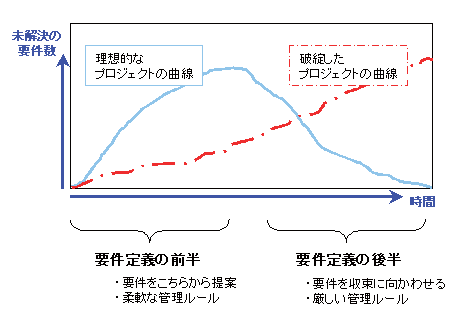 未解決の
要件数
理想的な
プロジェクトの曲線
破綻した
プロジェクトの曲線
時間
要件定義の前半
・要件をこちらから提案
・柔軟な管理ルール
要件定義の後半
・要件を収束に向かわせる
・厳しい管理ルール